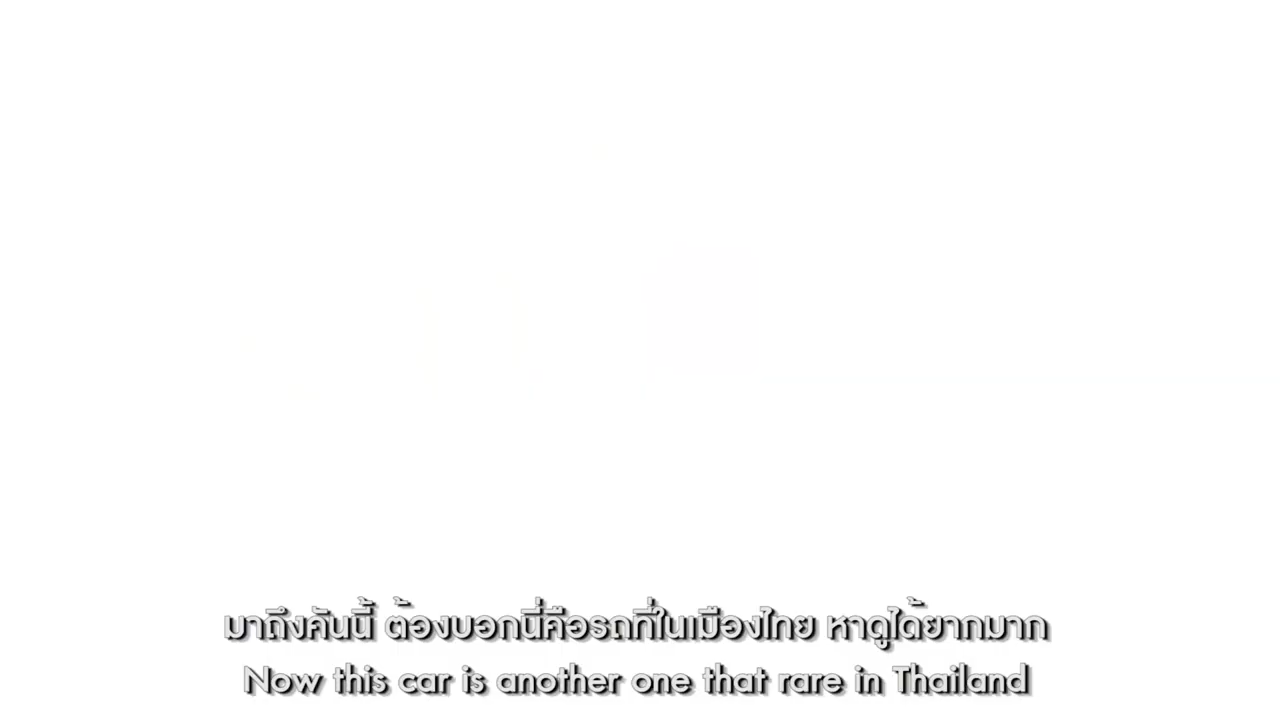 มาถึงคันนี้ ต้องบอกนี่คือรถที่ในเมืองไทย หาดูได้ยากมาก
Now this car is another one that rare in Thailand